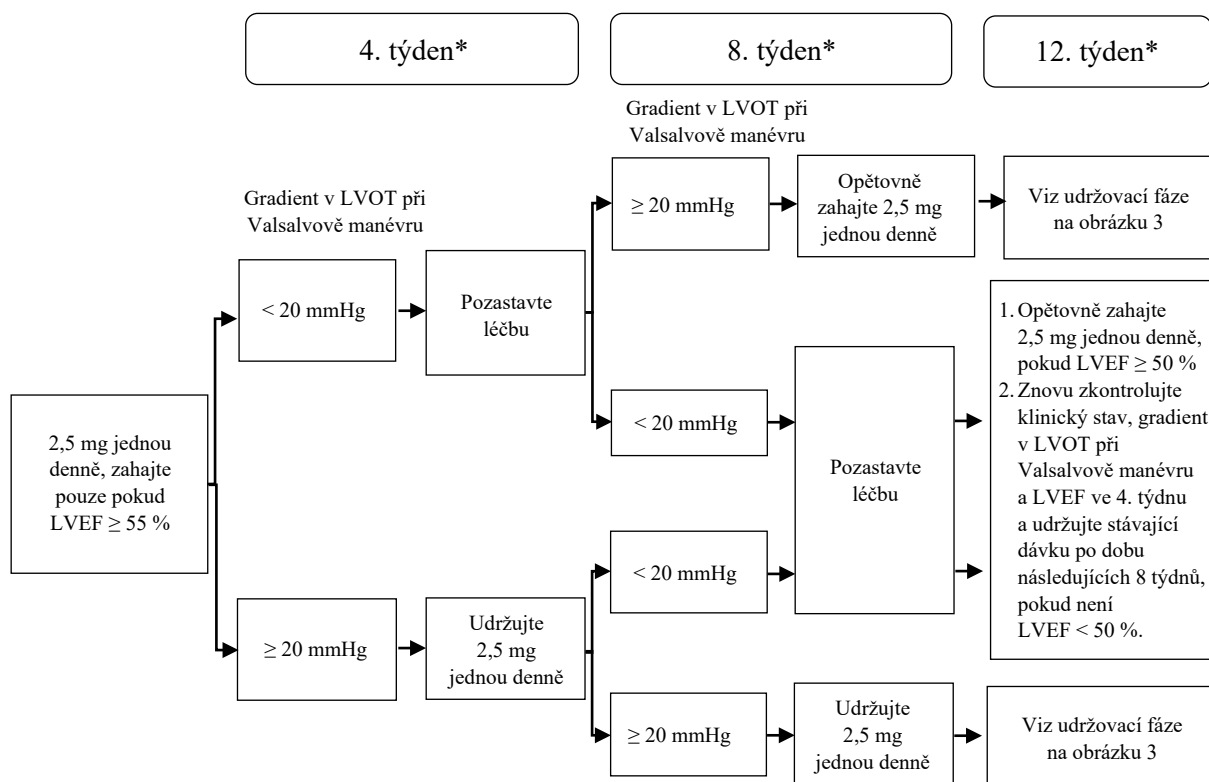 4. týden*
8. týden*
12. týden*
Gradient v LVOT při
Valsalvově manévru
≥ 20 mmHg
Opětovně
zahajte 2,5 mg
jednou denně
Viz udržovací fáze
na obrázku 3
Gradient v LVOT při
Valsalvově manévru
< 20 mmHg
Pozastavte
léčbu
< 20 mmHg
Pozastavte
léčbu
1. Opětovně zahajte
2,5 mg jednou denně,
pokud LVEF ≥ 50 %
2. Znovu zkontrolujte
klinický stav, gradient
v LVOT při
Valsalvově manévru
a LVEF ve 4. týdnu
a udržujte stávající
dávku po dobu
následujících 8 týdnů,
pokud není
LVEF < 50 %.
2,5 mg jednou
denně, zahajte
pouze pokud
LVEF ≥ 55 %
< 20 mmHg
≥ 20 mmHg
Udržujte
2,5 mg
jednou denně
≥ 20 mmHg
Udržujte
2,5 mg
jednou denně
Viz udržovací fáze
na obrázku 3